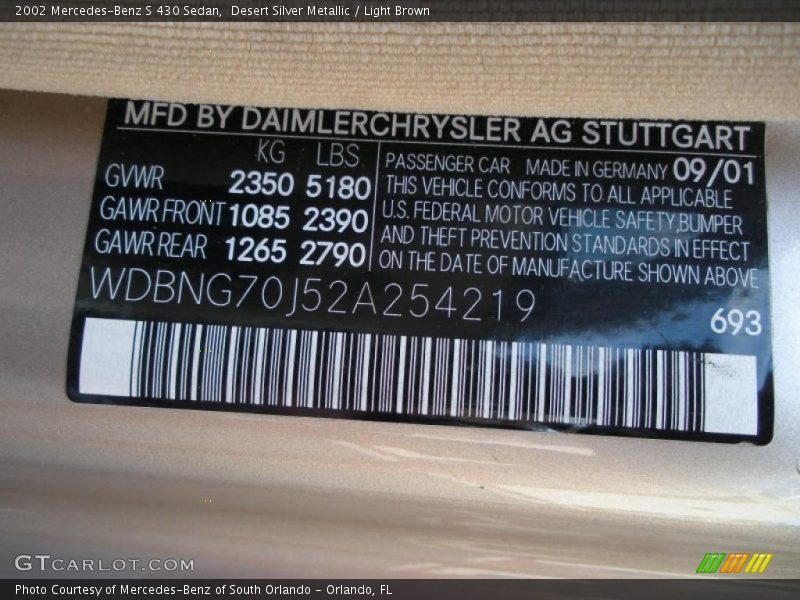 2002 Mercedes-Benz S 430 Sedan,  Desert Silver Metallic / Light Brown
MFD BY DAIMLERCHRYSLER AG STUTTGART
KG LBS
GVWR 2350 5180
GAWR FRONT 1085 2390
GAWR REAR 1265 2790
PASSENGER CAR MADE IN GERMANY 09/01
THIS VEHICLE CONFORMS TO ALL APPLICABLE
U.S. FEDERAL MOTOR VEHICLE SAFETY,BUMPER
AND THEFT PREVENTION STANDARDS IN EFFECT
ON THE DATE OF MANUFACTURE SHOWN ABOVE
WDBNG70J52A254219
693
GTCARLOT.COM
Photo Courtesy of Mercedes-Benz of South Orlando - Orlando, FL